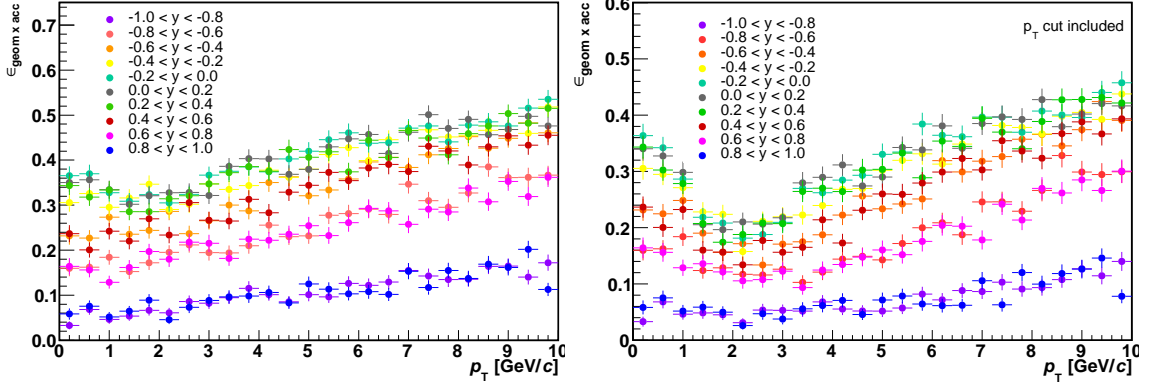 ϵgeom x acc
0.7
0.6
0.5
0.4
0.3
0.2
0.1
0.0
-1.0 < y < -0.8
-0.8 < y < -0.6
-0.6 < y < -0.4
-0.4 < y < -0.2
-0.2 < y < 0.0
0.0 < y < 0.2
0.2 < y < 0.4
0.4 < y < 0.6
0.6 < y < 0.8
0.8 < y < 1.0
0 1 2 3 4 5 6 7 8 9 10
pT [GeV/c]
ϵgeom x acc
0.6
0.5
0.4
0.3
0.2
0.1
0
-1.0 < y < -0.8
-0.8 < y < -0.6
-0.6 < y < -0.4
-0.4 < y < -0.2
-0.2 < y < 0.0
0.0 < y < 0.2
0.2 < y < 0.4
0.4 < y < 0.6
0.6 < y < 0.8
0.8 < y < 1.0
pT cut included
0 1 2 3 4 5 6 7 8 9 10
pT [GeV/c]